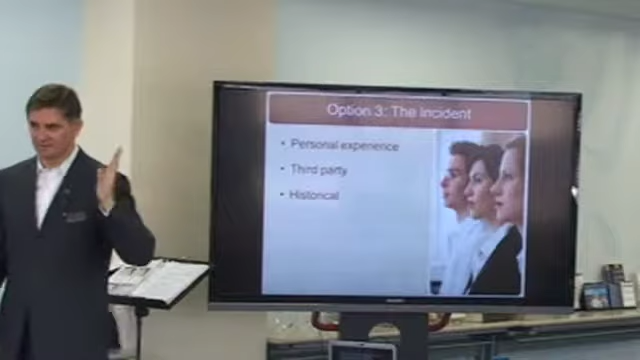 Option 3: The Incident
• Personal experience
• Third party
• Historical